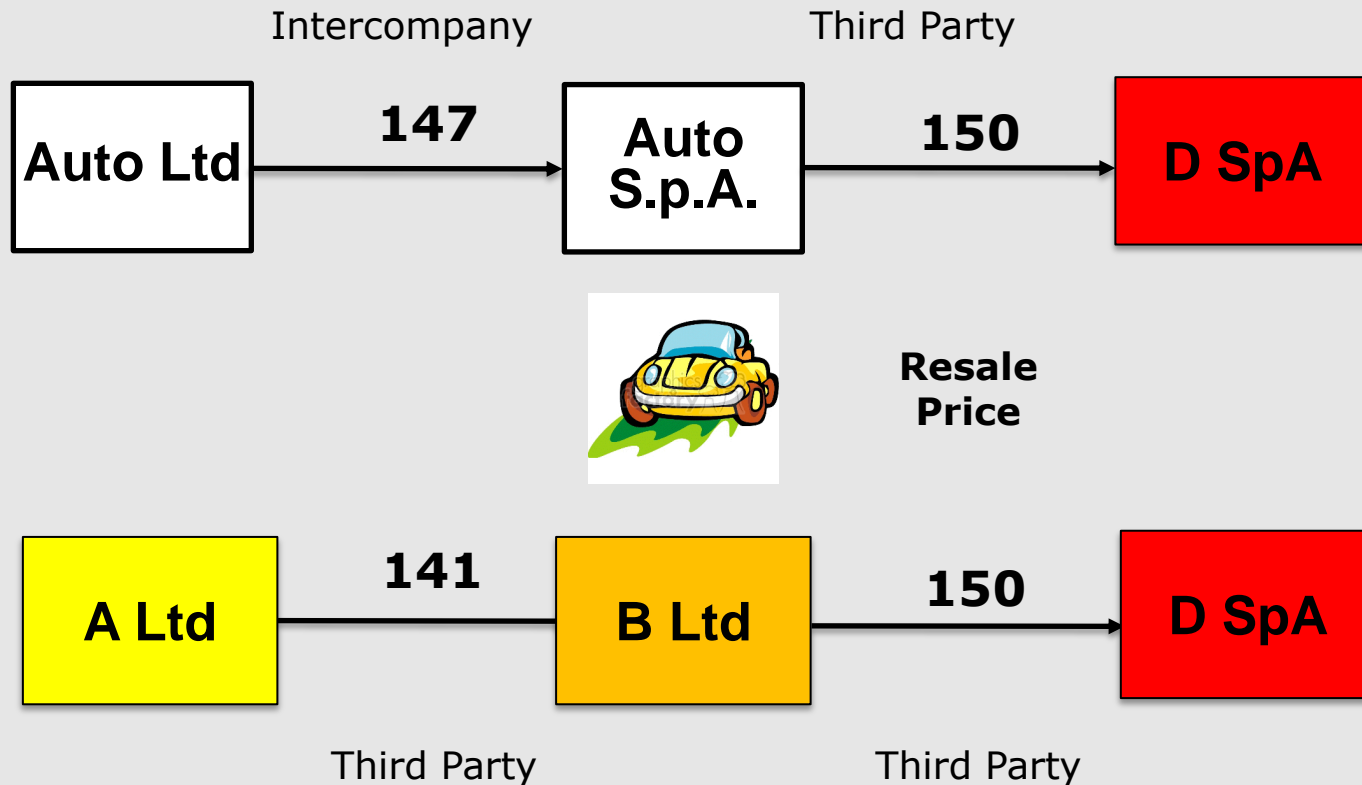 Intercompany
Third Party
Auto Ltd
147
Auto
S.p.A.
150
D SpA
Resale
Price
A Ltd
141
B Ltd
150
D SpA
Third Party
Third Party